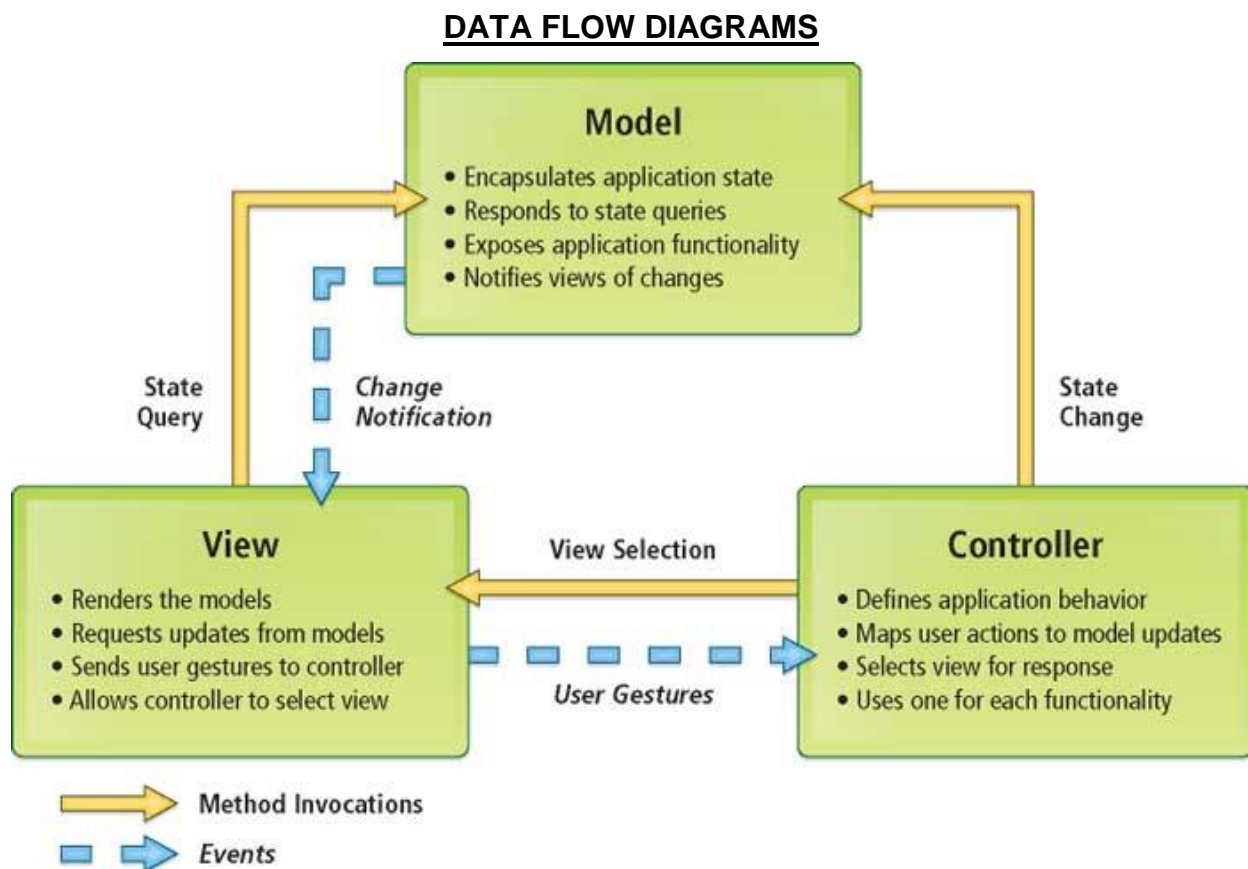 DATA FLOW DIAGRAMS
Model
• Encapsulates application state
• Responds to state queries
• Exposes application functionality
• Notifies views of changes
State
Query
Change
Notification
State
Change
View
• Renders the models
• Requests updates from models
• Sends user gestures to controller
• Allows controller to select view
View Selection
User Gestures
Controller
• Defines application behavior
• Maps user actions to model updates
• Selects view for response
• Uses one for each functionality
Method Invocations
Events